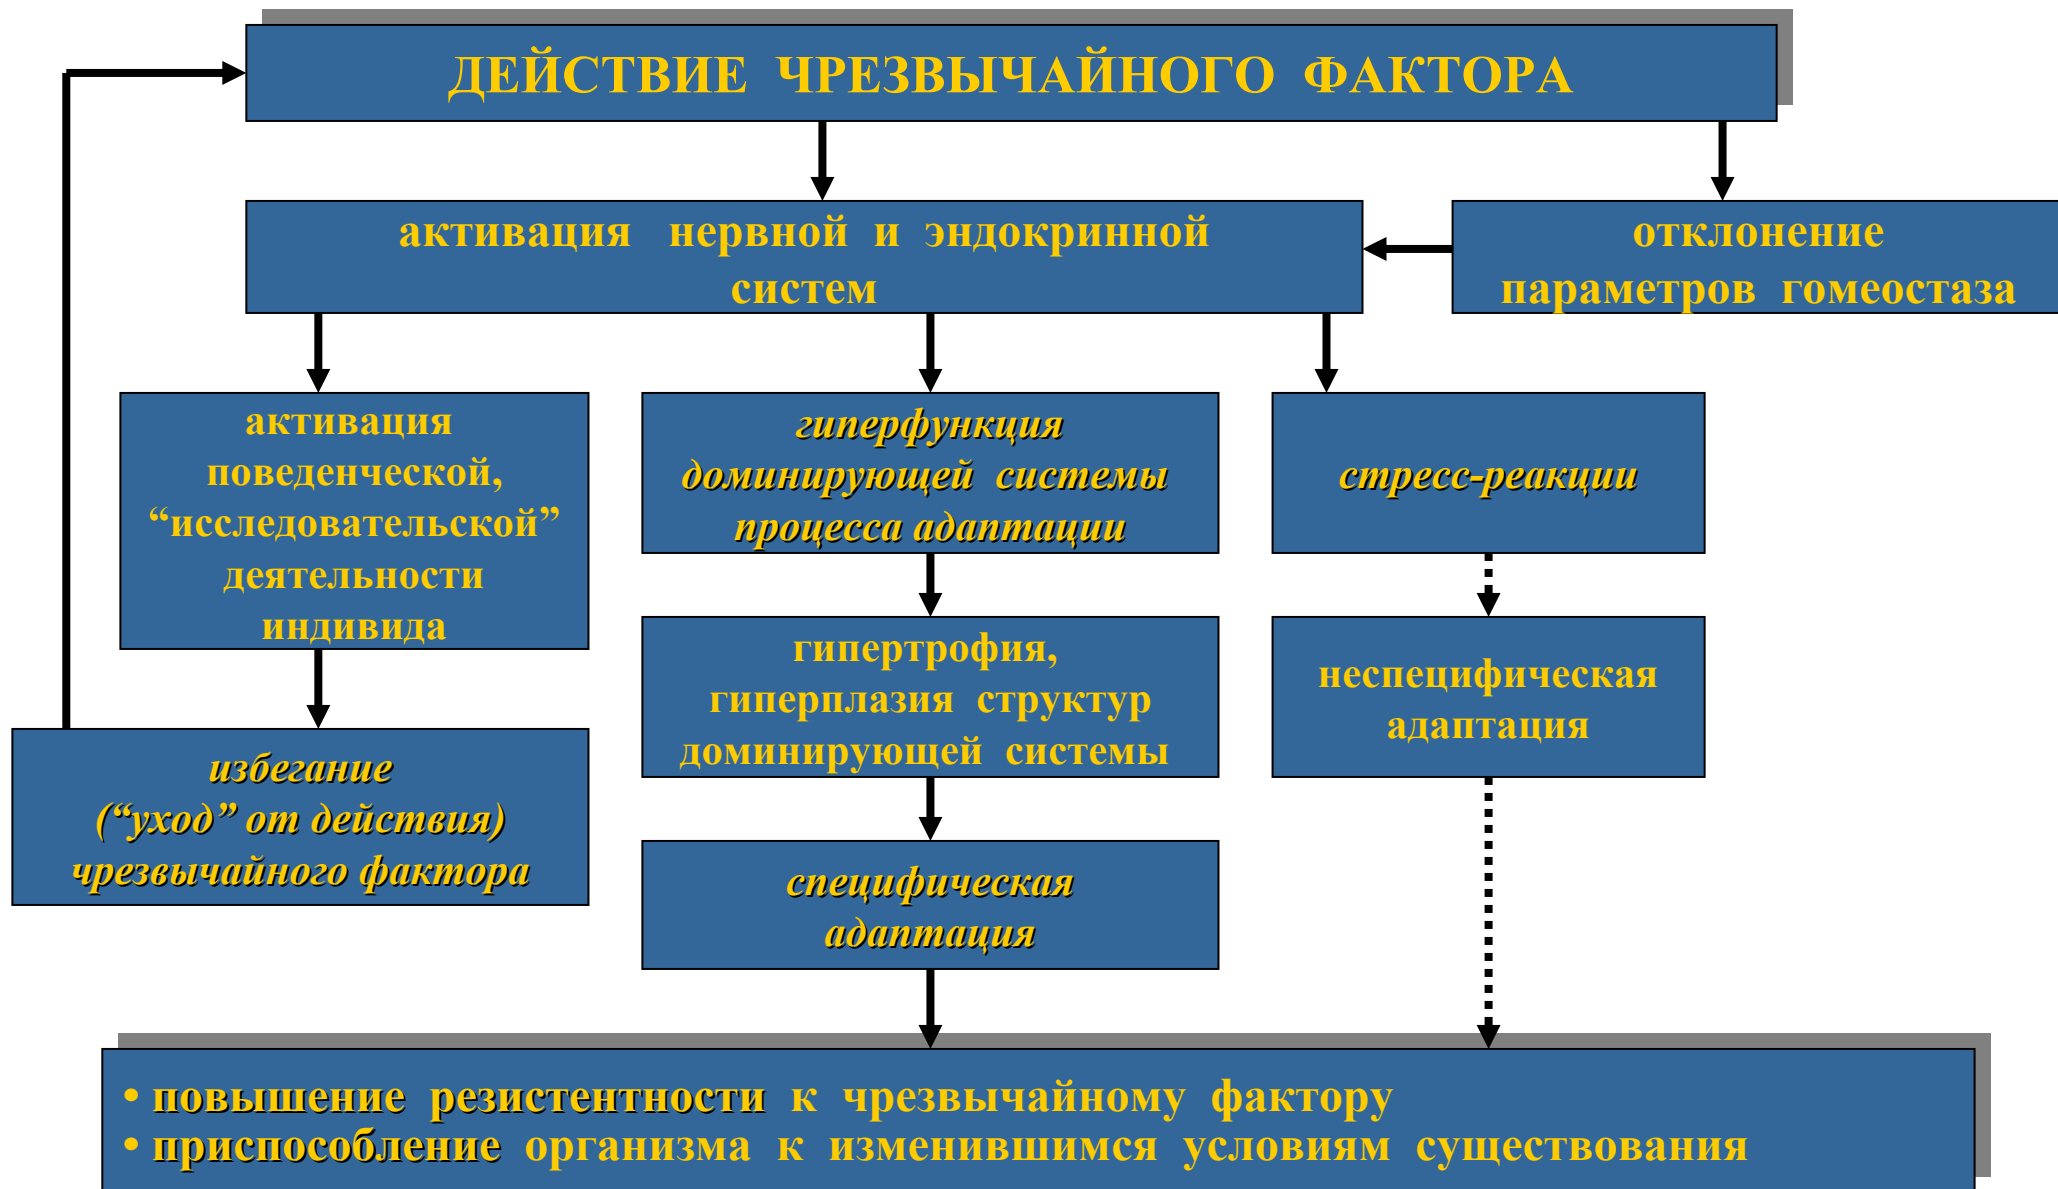 ДЕЙСТВИЕ ЧРЕЗВЫЧАЙНОГО ФАКТОРА
активация нервной и эндокринной
систем
отклонение
параметров гомеостаза
активация
поведенческой,
“исследовательской”
деятельности
индивида
гиперфункция
доминирующей системы
процесса адаптации
стресс-реакции
гипертрофия,
гиперплазия структур
доминирующей системы
неспецифическая
адаптация
избегание
(“уход” от действия)
чрезвычайного фактора
специфическая
адаптация
• повышение резистентности к чрезвычайному фактору
• приспособление организма к изменившимся условиям существования